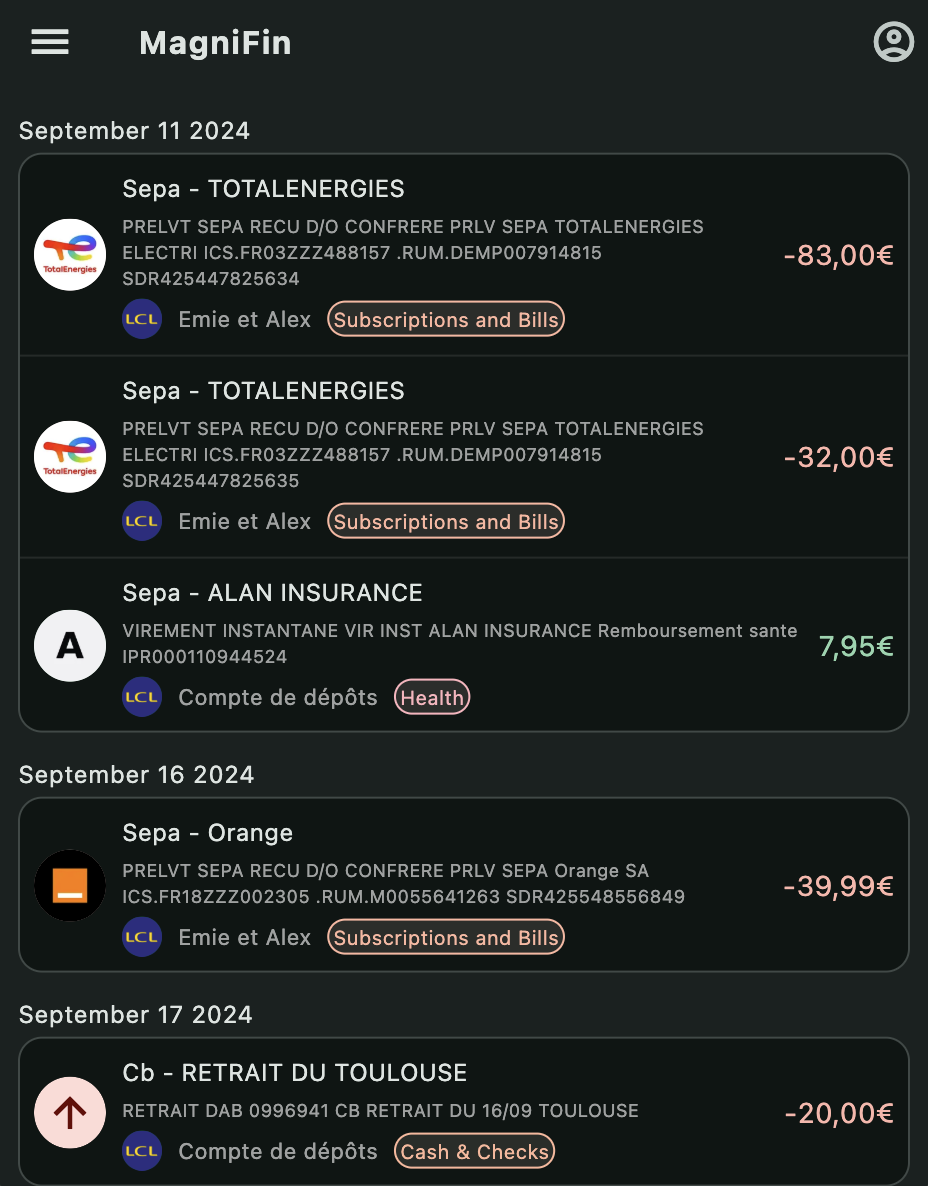 MagniFin
September 11 2024
Sepa - TOTALENERGIES
PRELVT SEPA RECU D/O CONFRERE PRLV SEPA TOTALENERGIES
ELECTRI ICS.FR03ZZZ488157 .RUM.DEMP007914815
SDR425447825634
-83,00€
TotalEnergies
LCL Emie et Alex Subscriptions and Bills
Sepa - TOTALENERGIES
PRELVT SEPA RECU D/O CONFRERE PRLV SEPA TOTALENERGIES
ELECTRI ICS.FR03ZZZ488157 .RUM.DEMP007914815
SDR425447825635
-32,00€
TotalEnergies
LCL Emie et Alex Subscriptions and Bills
Sepa - ALAN INSURANCE
A
VIREMENT INSTANTANE VIR INST ALAN INSURANCE Remboursement sante
IPR000110944524
7,95€
LCL Compte de dépôts Health
September 16 2024
Sepa - Orange
PRELVT SEPA RECU D/O CONFRERE PRLV SEPA Orange SA
ICS.FR18ZZZ002305 .RUM.M0055641263 SDR425548556849
-39,99€
LCL Emie et Alex Subscriptions and Bills
September 17 2024
Cb - RETRAIT DU TOULOUSE
RETRAIT DAB 0996941 CB RETRAIT DU 16/09 TOULOUSE
-20,00€
LCL Compte de dépôts Cash & Checks